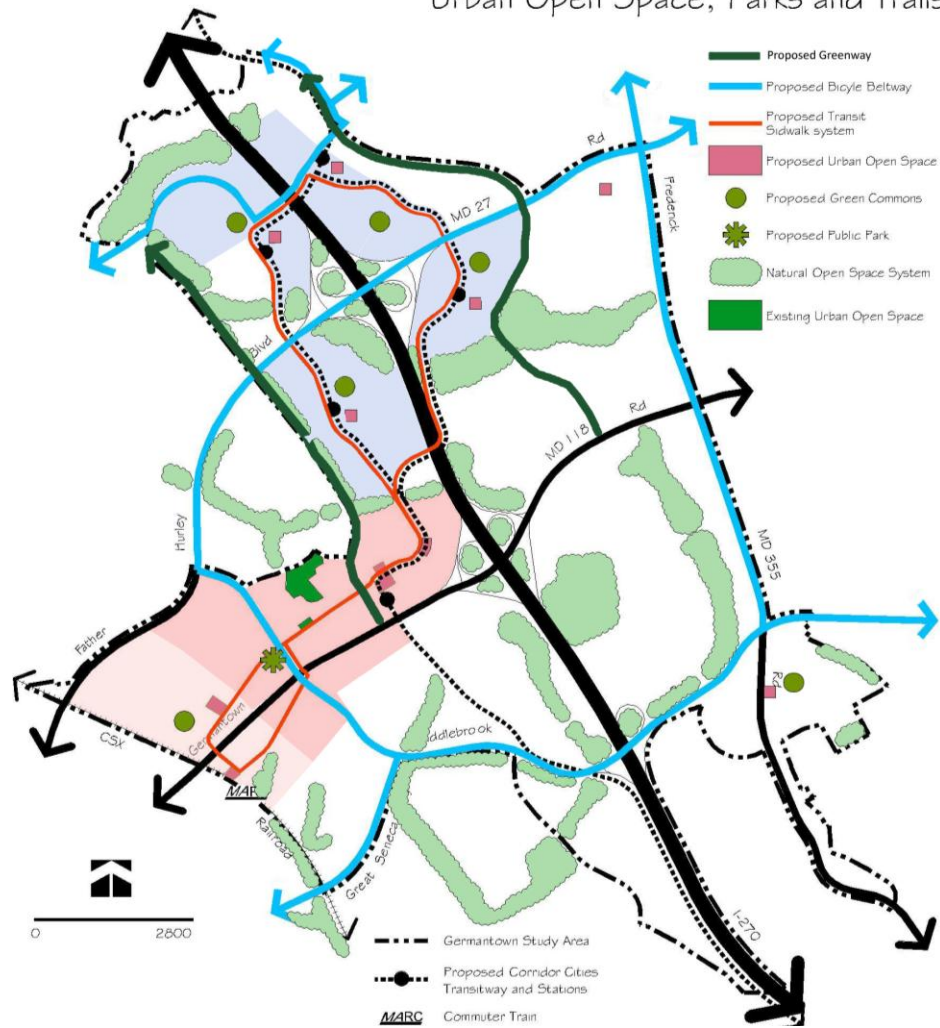 Urban Open Space, Parks and Trails
Proposed Greenway
Proposed Bicyle Beltway
Proposed Transit
Sidwalk system
Proposed Urban Open Space
Proposed Green Commons
Proposed Public Park
Natural Open Space System
Existing Urban Open Space
Rd
Frederick
MD 27
Blvd
Rd
MD 118
Hurley
MD 355
Father
Rd
CSX
Germantown
ddlebrook
MAR
Railroad
Great Seneca
I-270
0 2800
Germantown Study Area
Proposed Corridor Cities
Transitway and Stations
MARC Commuter Train